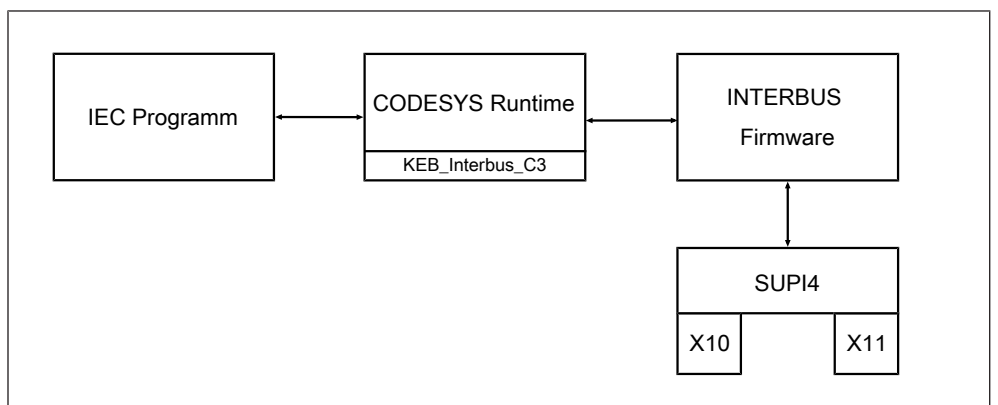 IEC Programm
CODESYS Runtime
KEB_Interbus_C3
INTERBUS
Firmware
SUPI4
X10
X11